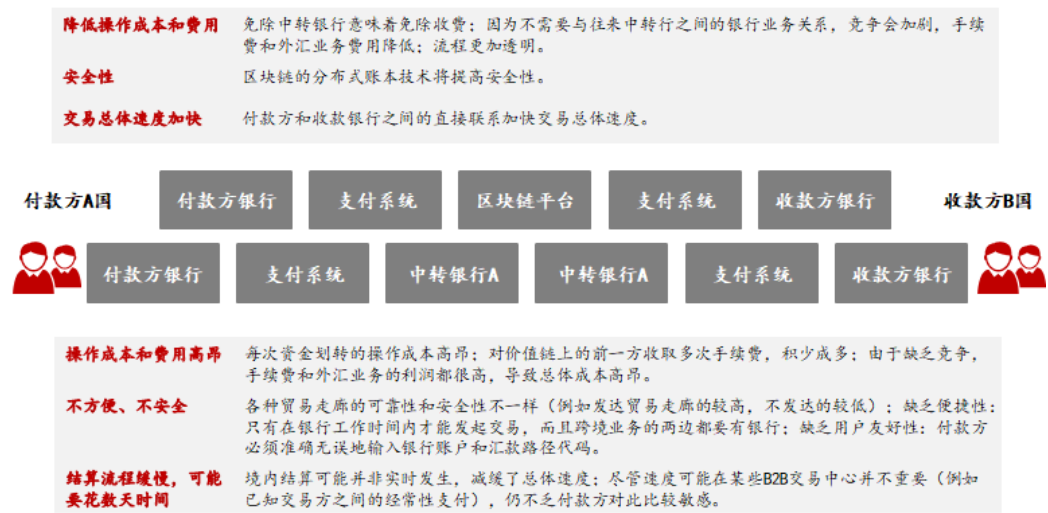 降低操作成本和费用 免除中转银行意味着免除收费；因为不需要与往来中转行之间的银行业务关系，竞争会加剧，手续
费和外汇业务费用降低；流程更加透明。
安全性 区块链的分布式账本技术将提高安全性。
交易总体速度加快 付款方和收款银行之间的直接联系加快交易总体速度。
付款方A国 付款方银行 支付系统 区块链平台 支付系统 收款方银行 收款方B国
付款方银行 支付系统 中转银行A 中转银行A 支付系统 收款方银行
操作成本和费用高昂 每次资金划转的操作成本高昂；对价值链上的前一方收取多次手续费，积少成多；由于缺乏竞争，
手续费和外汇业务的利润都很高，导致总体成本高昂。
不方便、不安全 各种贸易走廊的可靠性和安全性不一样（例如发达贸易走廊的较高，不发达的较低）；缺乏便捷性：
只有在银行工作时间内才能发起交易，而且跨境业务的两边都要有银行；缺乏用户友好性：付款方
必须准确无误地输入银行账户和汇款路径代码。
结算流程缓慢，可能 境内结算可能并非实时发生，减缓了总体速度；尽管速度可能在某些B2B交易中心并不重要（例如
要花数天时间 已知交易方之间的经常性支付），仍不乏付款方对此比较敏感。